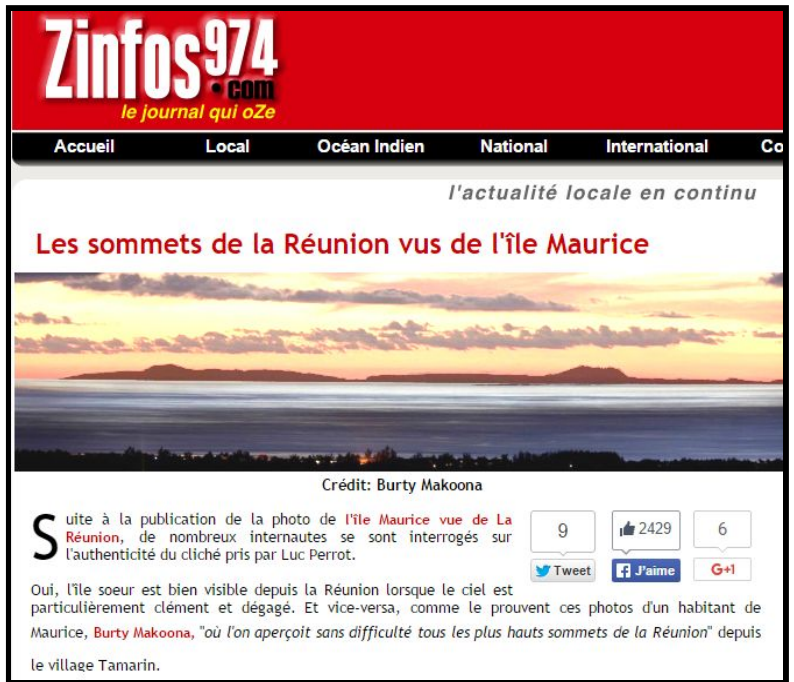 Zinfos974
.com
le journal qui oZe
Accueil Local Océan Indien National International Co
l'actualité locale en continu
Les sommets de la Réunion vus de l'île Maurice
Crédit: Burty Makoona
Suite à la publication de la photo de l'île Maurice vue de La
Réunion, de nombreux internautes se sont interrogés sur
l'authenticité du cliché pris par Luc Perrot.
9 2429 6
Tweet J'aime G+1
Oui, l'île soeur est bien visible depuis la Réunion lorsque le ciel est
particulièrement clément et dégagé. Et vice-versa, comme le prouvent ces photos d'un habitant de
Maurice, Burty Makoona, "où l'on aperçoit sans difficulté tous les plus hauts sommets de la Réunion" depuis
le village Tamarin.